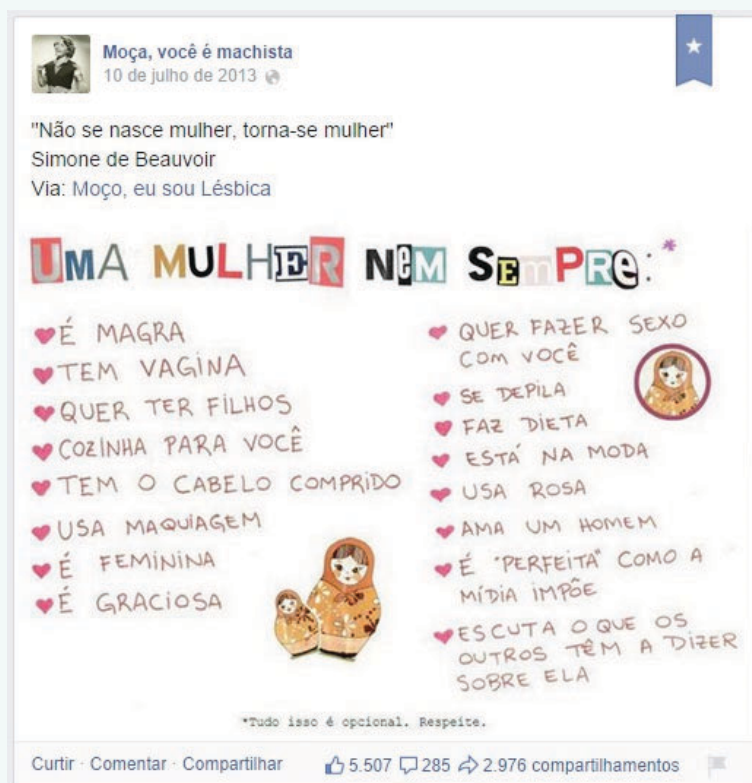 Moça, você é machista
10 de julho de 2013
"Não se nasce mulher, torna-se mulher"
Simone de Beauvoir
Via: Moço, eu sou Lésbica
UMA MULHER NEM SEMPRE:*
É MAGRA
TEM VAGINA
QUER TER FILHOS
COZINHA PARA VOCÊ
TEM O CABELO COMPRIDO
USA MAQUIAGEM
É FEMININA
É GRACIOSA
QUER FAZER SEXO
COM VOCÊ
SE DEPILA
FAZ DIETA
ESTÁ NA MODA
USA ROSA
AMA UM HOMEM
É "PERFEITA" COMO A
MÍDIA IMPÕE
ESCUTA O QUE OS
OUTROS TÊM A DIZER
SOBRE ELA
*Tudo isso é opcional. Respeite.
Curtir · Comentar · Compartilhar 5.507 285 2.976 compartilhamentos